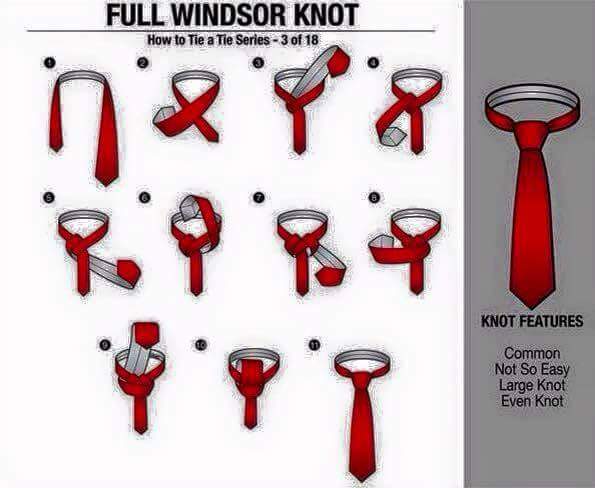 FULL WINDSOR KNOT
How to Tie a Tie Series - 3 of 18
1
2
3
4
5
6
7
8
9
10
11
KNOT FEATURES
Common
Not So Easy
Large Knot
Even Knot